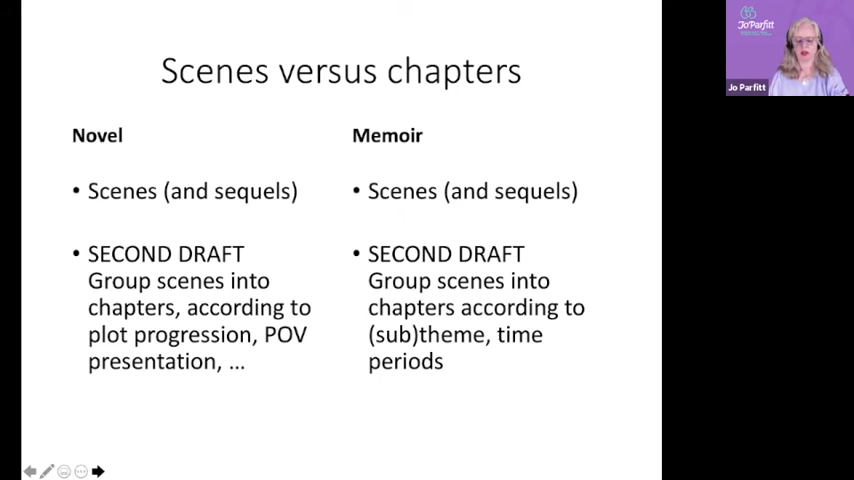 Scenes versus chapters
Novel
• Scenes (and sequels)
• SECOND DRAFT
Group scenes into
chapters, according to
plot progression, POV
presentation, ...
Memoir
• Scenes (and sequels)
• SECOND DRAFT
Group scenes into
chapters according to
(sub)theme, time
periods
Jo Parfitt
Jo Parfitt